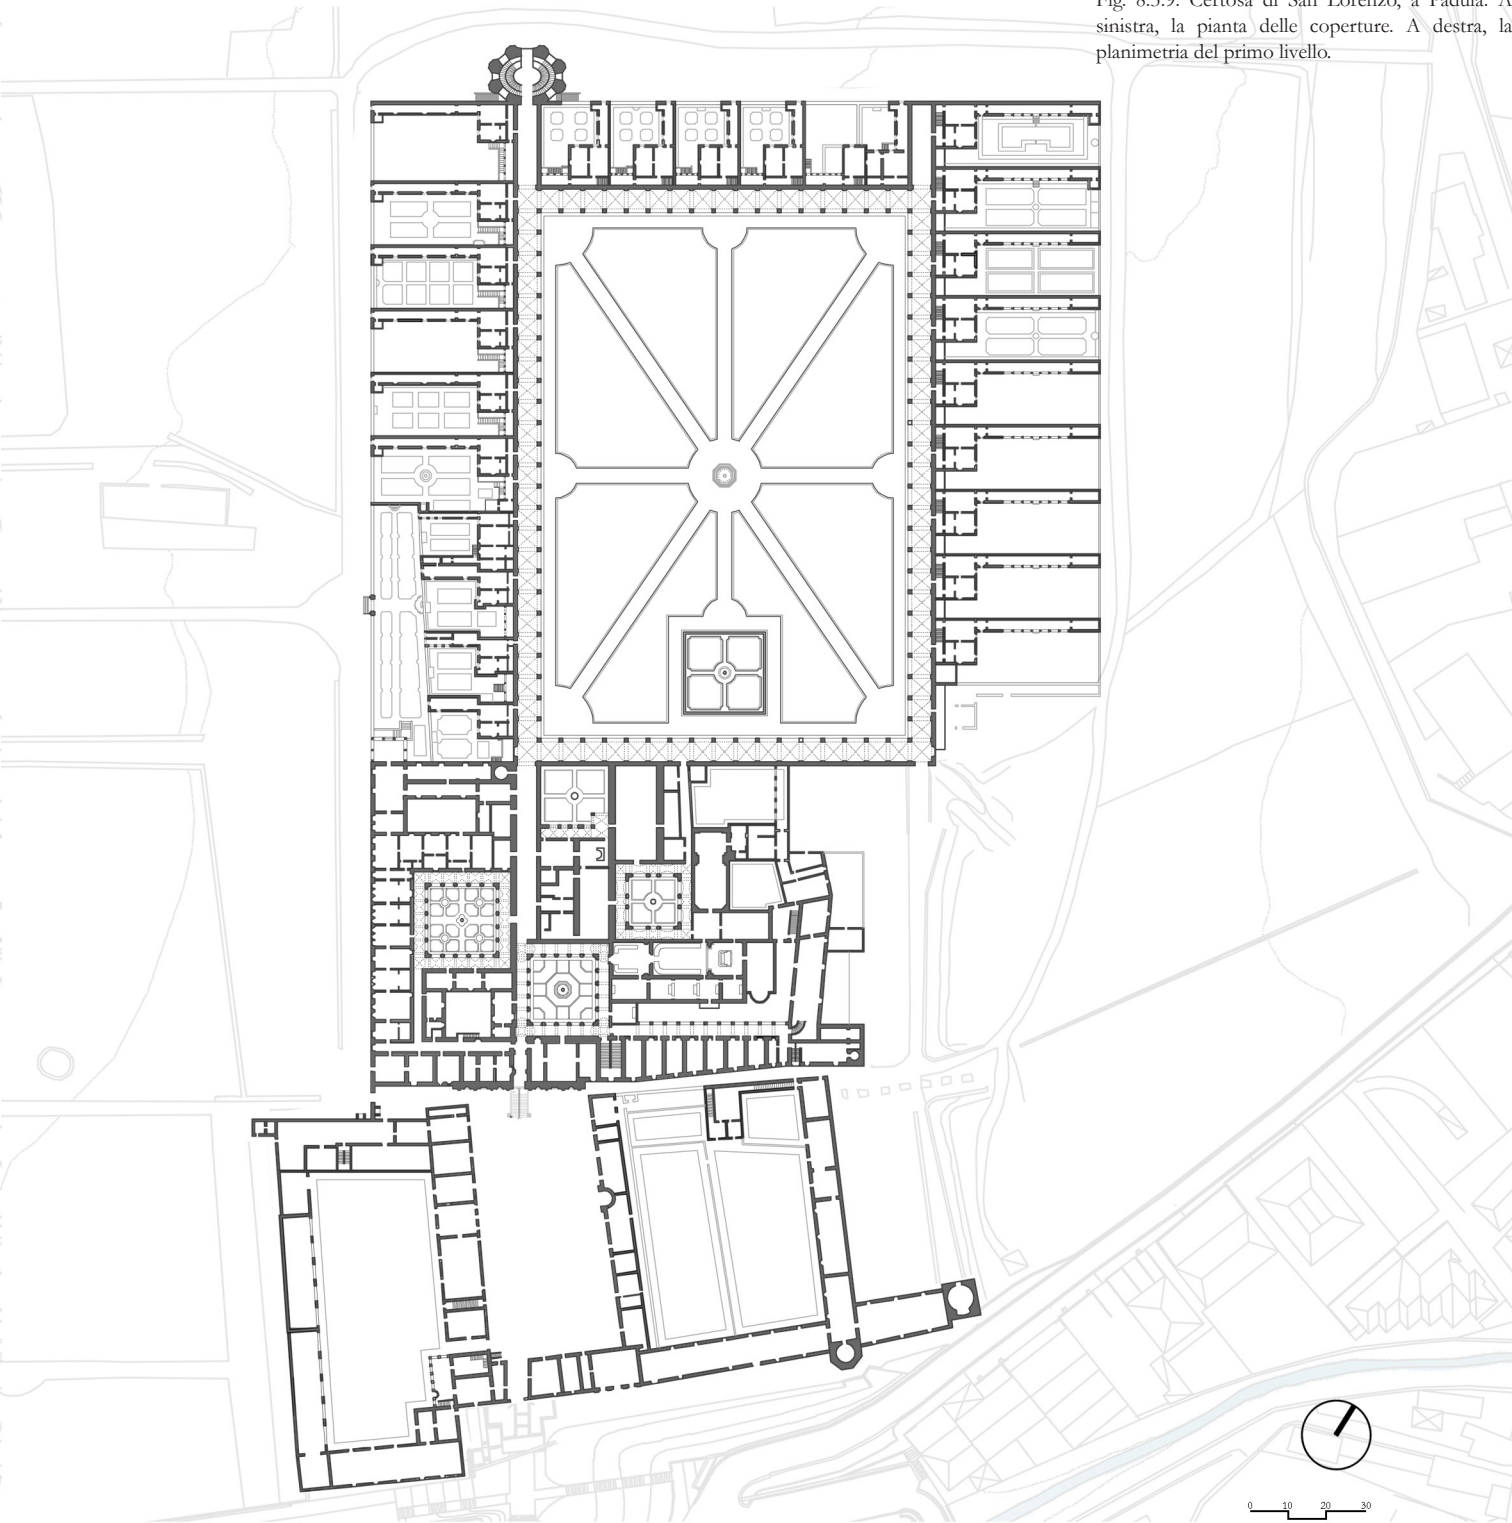 Fig. 8.5.9. Certosa di San Lorenzo, a Padula. A
sinistra, la pianta delle coperture. A destra, la
planimetria del primo livello.
0 10 20 30